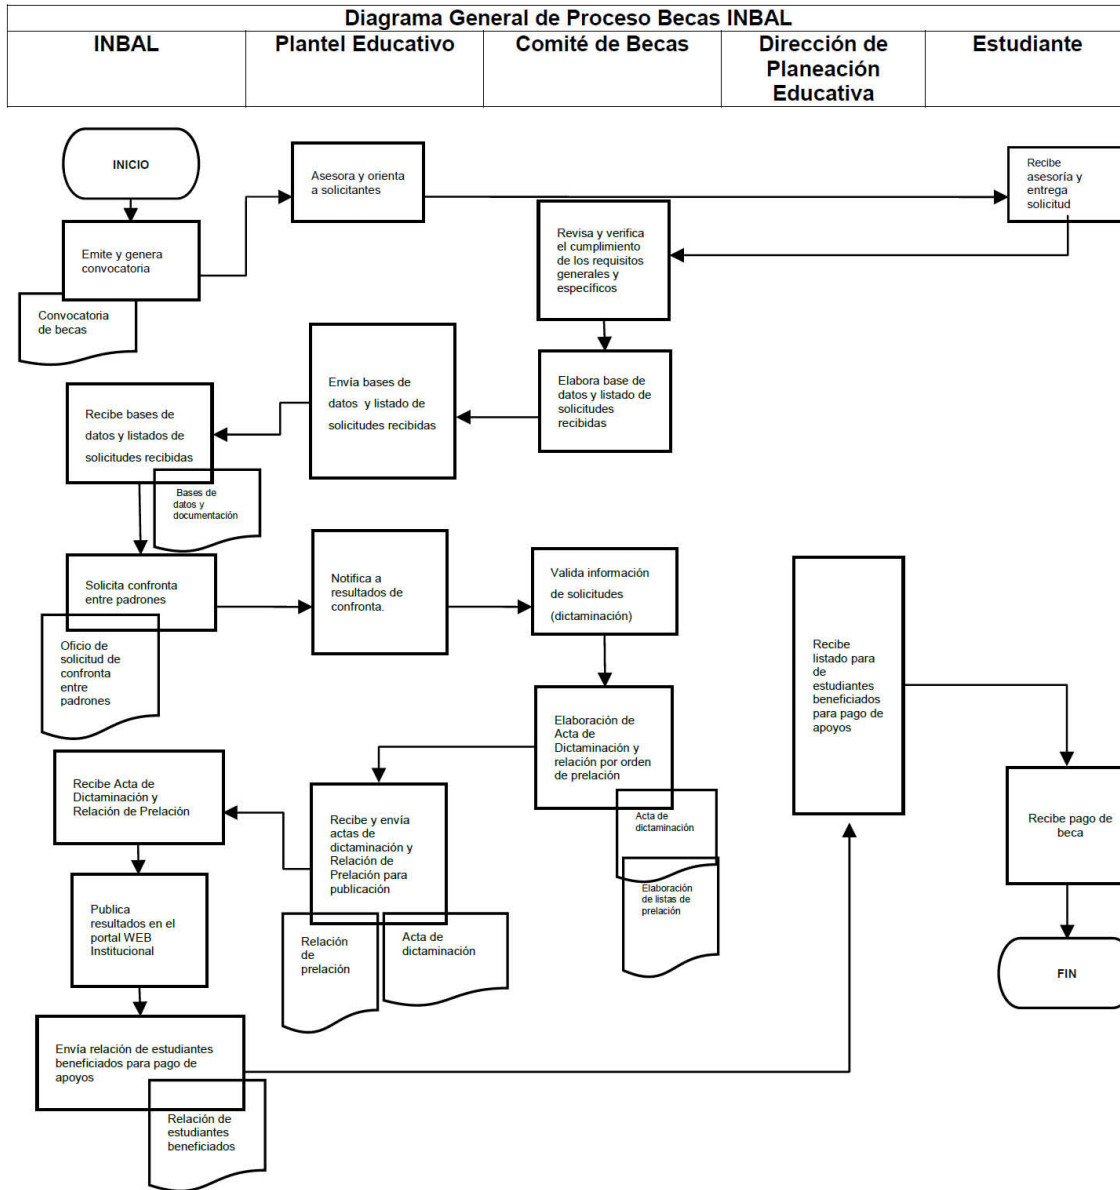 Diagrama General de Proceso Becas INBAL
INBAL
Plantel Educativo
Comité de Becas
Dirección de
Planeación
Educativa
Estudiante
INICIO
Emite y genera
convocatoria
Convocatoria
de becas
Asesora y orienta
a solicitantes
Recibe
asesoría y
entrega
solicitud
Revisa y verifica
el cumplimiento
de los requisitos
generales y
específicos
Elabora base de
datos y listado de
solicitudes
recibidas
Envía bases de
datos y listado de
solicitudes recibidas
Recibe bases de
datos y listados de
solicitudes recibidas
Bases de
datos y
documentación
Solicita confronta
entre padrones
Oficio de
solicitud de
confronta
entre
padrones
Notifica a
resultados de
confronta.
Valida información
de solicitudes
(dictaminación)
Elaboración de
Acta de
Dictaminación y
relación por orden
de prelación
Acta de
dictaminación
Elaboración
de listas de
prelación
Recibe y envía
actas de
dictaminación y
Relación de
Prelación para
publicación
Relación
de
prelación
Acta de
dictaminación
Recibe Acta de
Dictaminación y
Relación de Prelación
Publica
resultados en el
portal WEB
Institucional
Envía relación de estudiantes
beneficiados para pago de
apoyos
Relación de
estudiantes
beneficiados
Recibe
listado para
de
estudiantes
beneficiados
para pago de
apoyos
Recibe pago de
beca
FIN